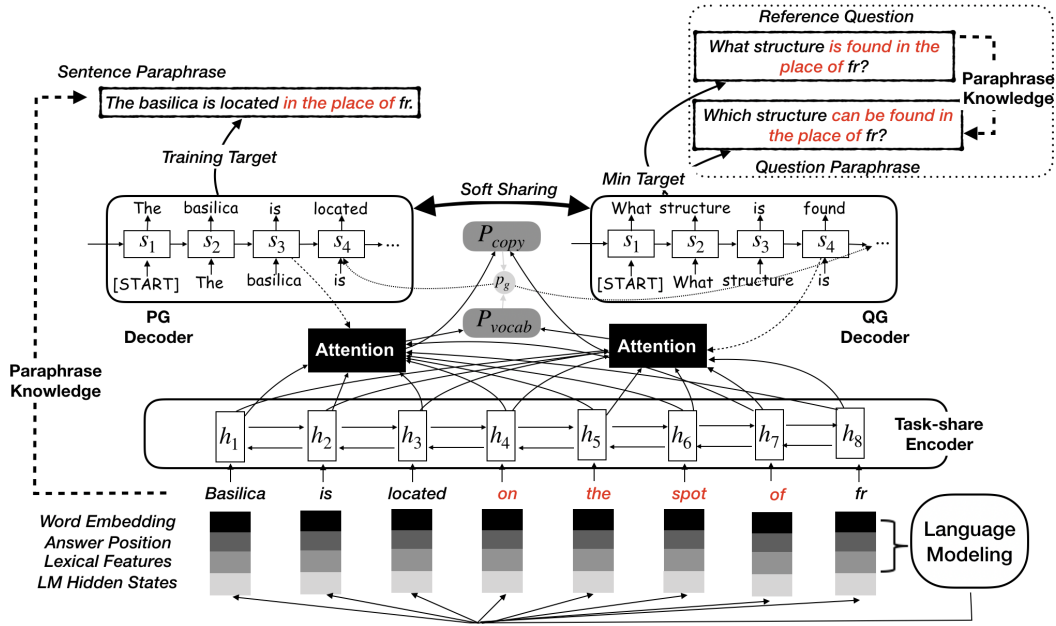 Reference Question
What structure is found in the
place of fr?
Paraphrase
Knowledge
Which structure can be found in
the place of fr?
Question Paraphrase
Sentence Paraphrase
The basilica is located in the place of fr.
Training Target
Min Target
Soft Sharing
The basilica is located
s1 s2 s3 s4 ...
[START] The basilica is
PG
Decoder
Pcopy
pg
Pvocab
What structure is found
s1 s2 s3 s4 ...
[START] What structure is
QG
Decoder
Attention
Attention
Paraphrase
Knowledge
h1 h2 h3 h4 h5 h6 h7 h8
Task-share
Encoder
Basilica is located on the spot of fr
Word Embedding
Answer Position
Lexical Features
LM Hidden States
Language
Modeling